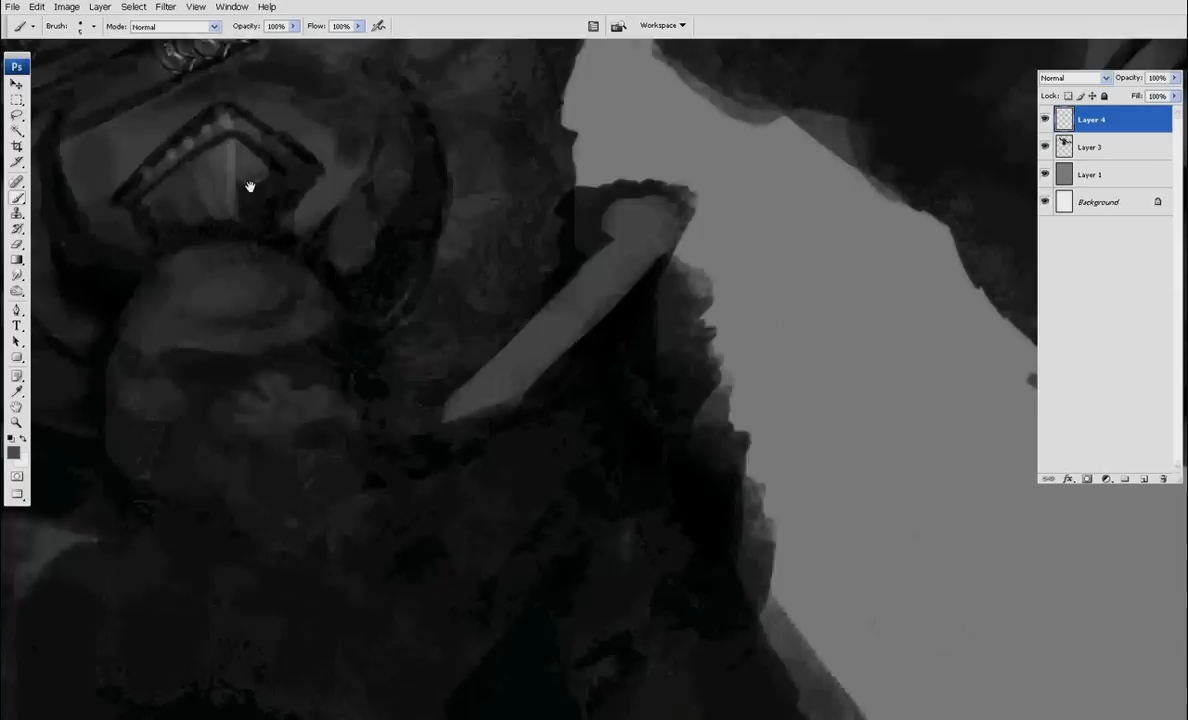 File Edit Image Layer Select Filter View Window Help
Brush: 5 Mode: Normal Opacity: 100% Flow: 100% Workspace
Ps
Normal Opacity: 100%
Lock: Fill: 100%
Layer 4
Layer 3
Layer 1
Background